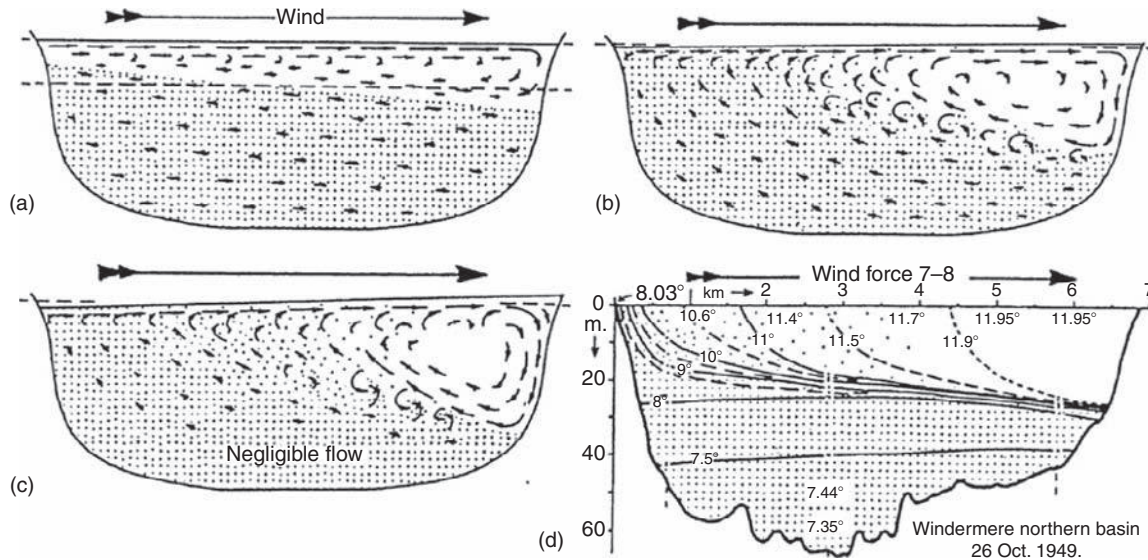 Wind
(a)
(b)
Negligible flow
(c)
Wind force 7–8
8.03° km 2 3 4 5 6 7
0
m.
10.6° 11.4° 11.7° 11.95° 11.95°
11° 11.5° 11.9°
10°
9°
20
8°
40
7.5°
7.44°
7.35°
60
(d)
Windermere northern basin
26 Oct. 1949.